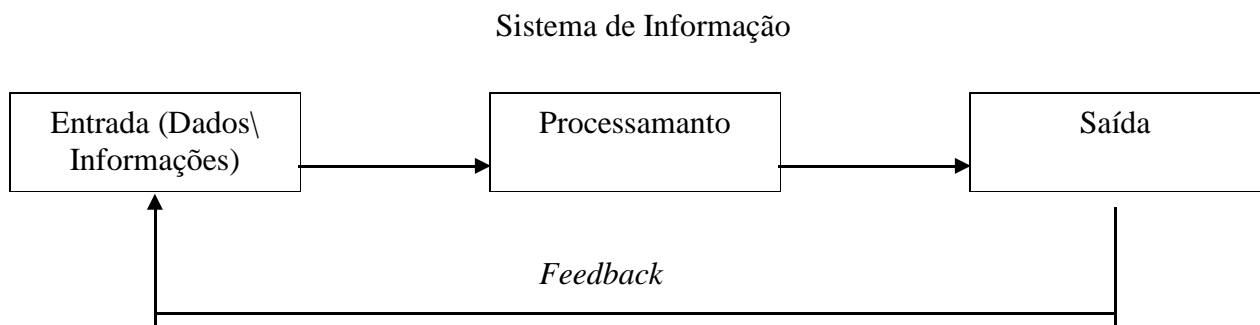 Sistema de Informação
Entrada (Dados\
Informações)
Processamanto
Saída
Feedback